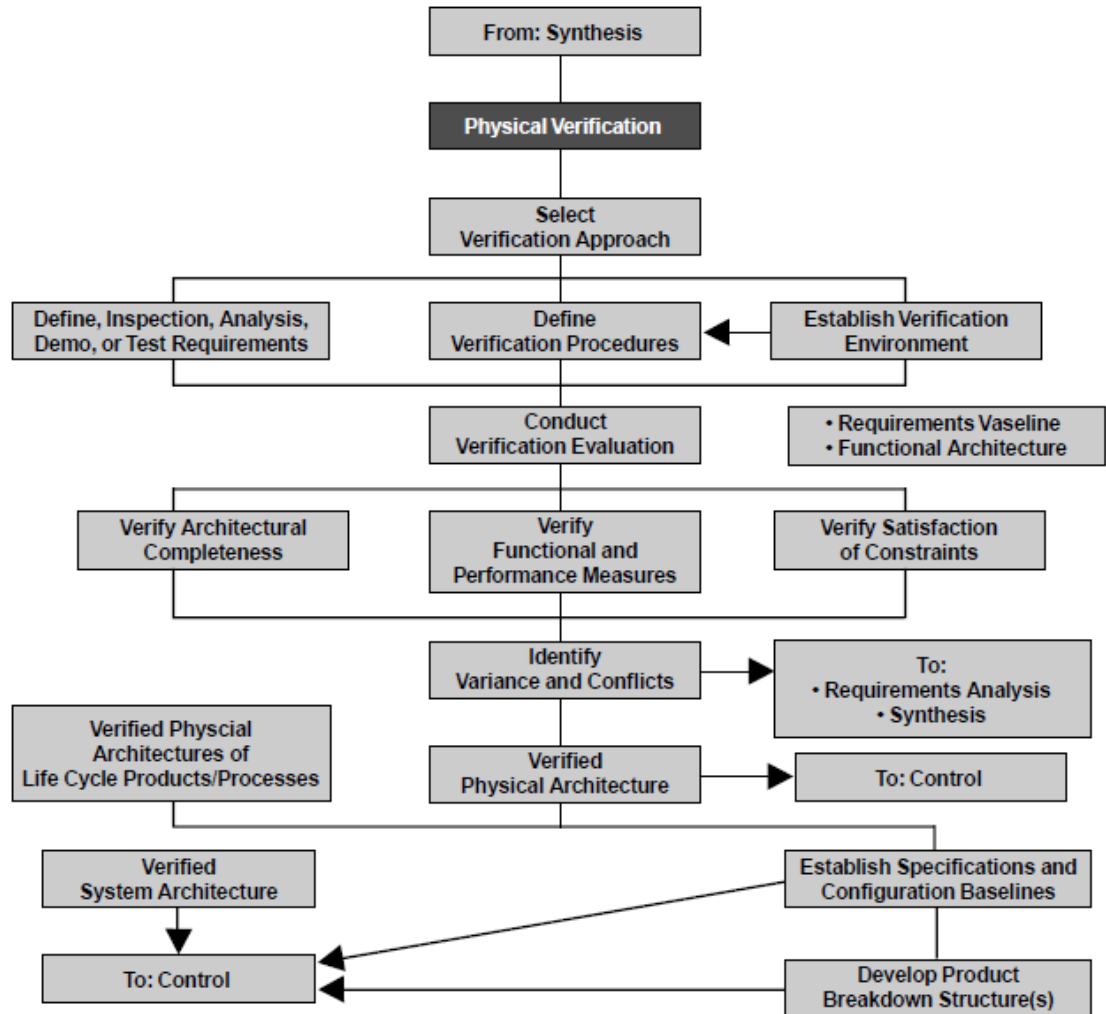 From: Synthesis
Physical Verification
Select
Verification Approach
Define, Inspection, Analysis,
Demo, or Test Requirements
Define
Verification Procedures
Establish Verification
Environment
Conduct
Verification Evaluation
• Requirements Vaseline
• Functional Architecture
Verify Architectural
Completeness
Verify
Functional and
Performance Measures
Verify Satisfaction
of Constraints
Identify
Variance and Conflicts
To:
• Requirements Analysis
• Synthesis
Verified Physcial
Architectures of
Life Cycle Products/Processes
Verified
Physical Architecture
To: Control
Verified
System Architecture
Establish Specifications and
Configuration Baselines
To: Control
Develop Product
Breakdown Structure(s)